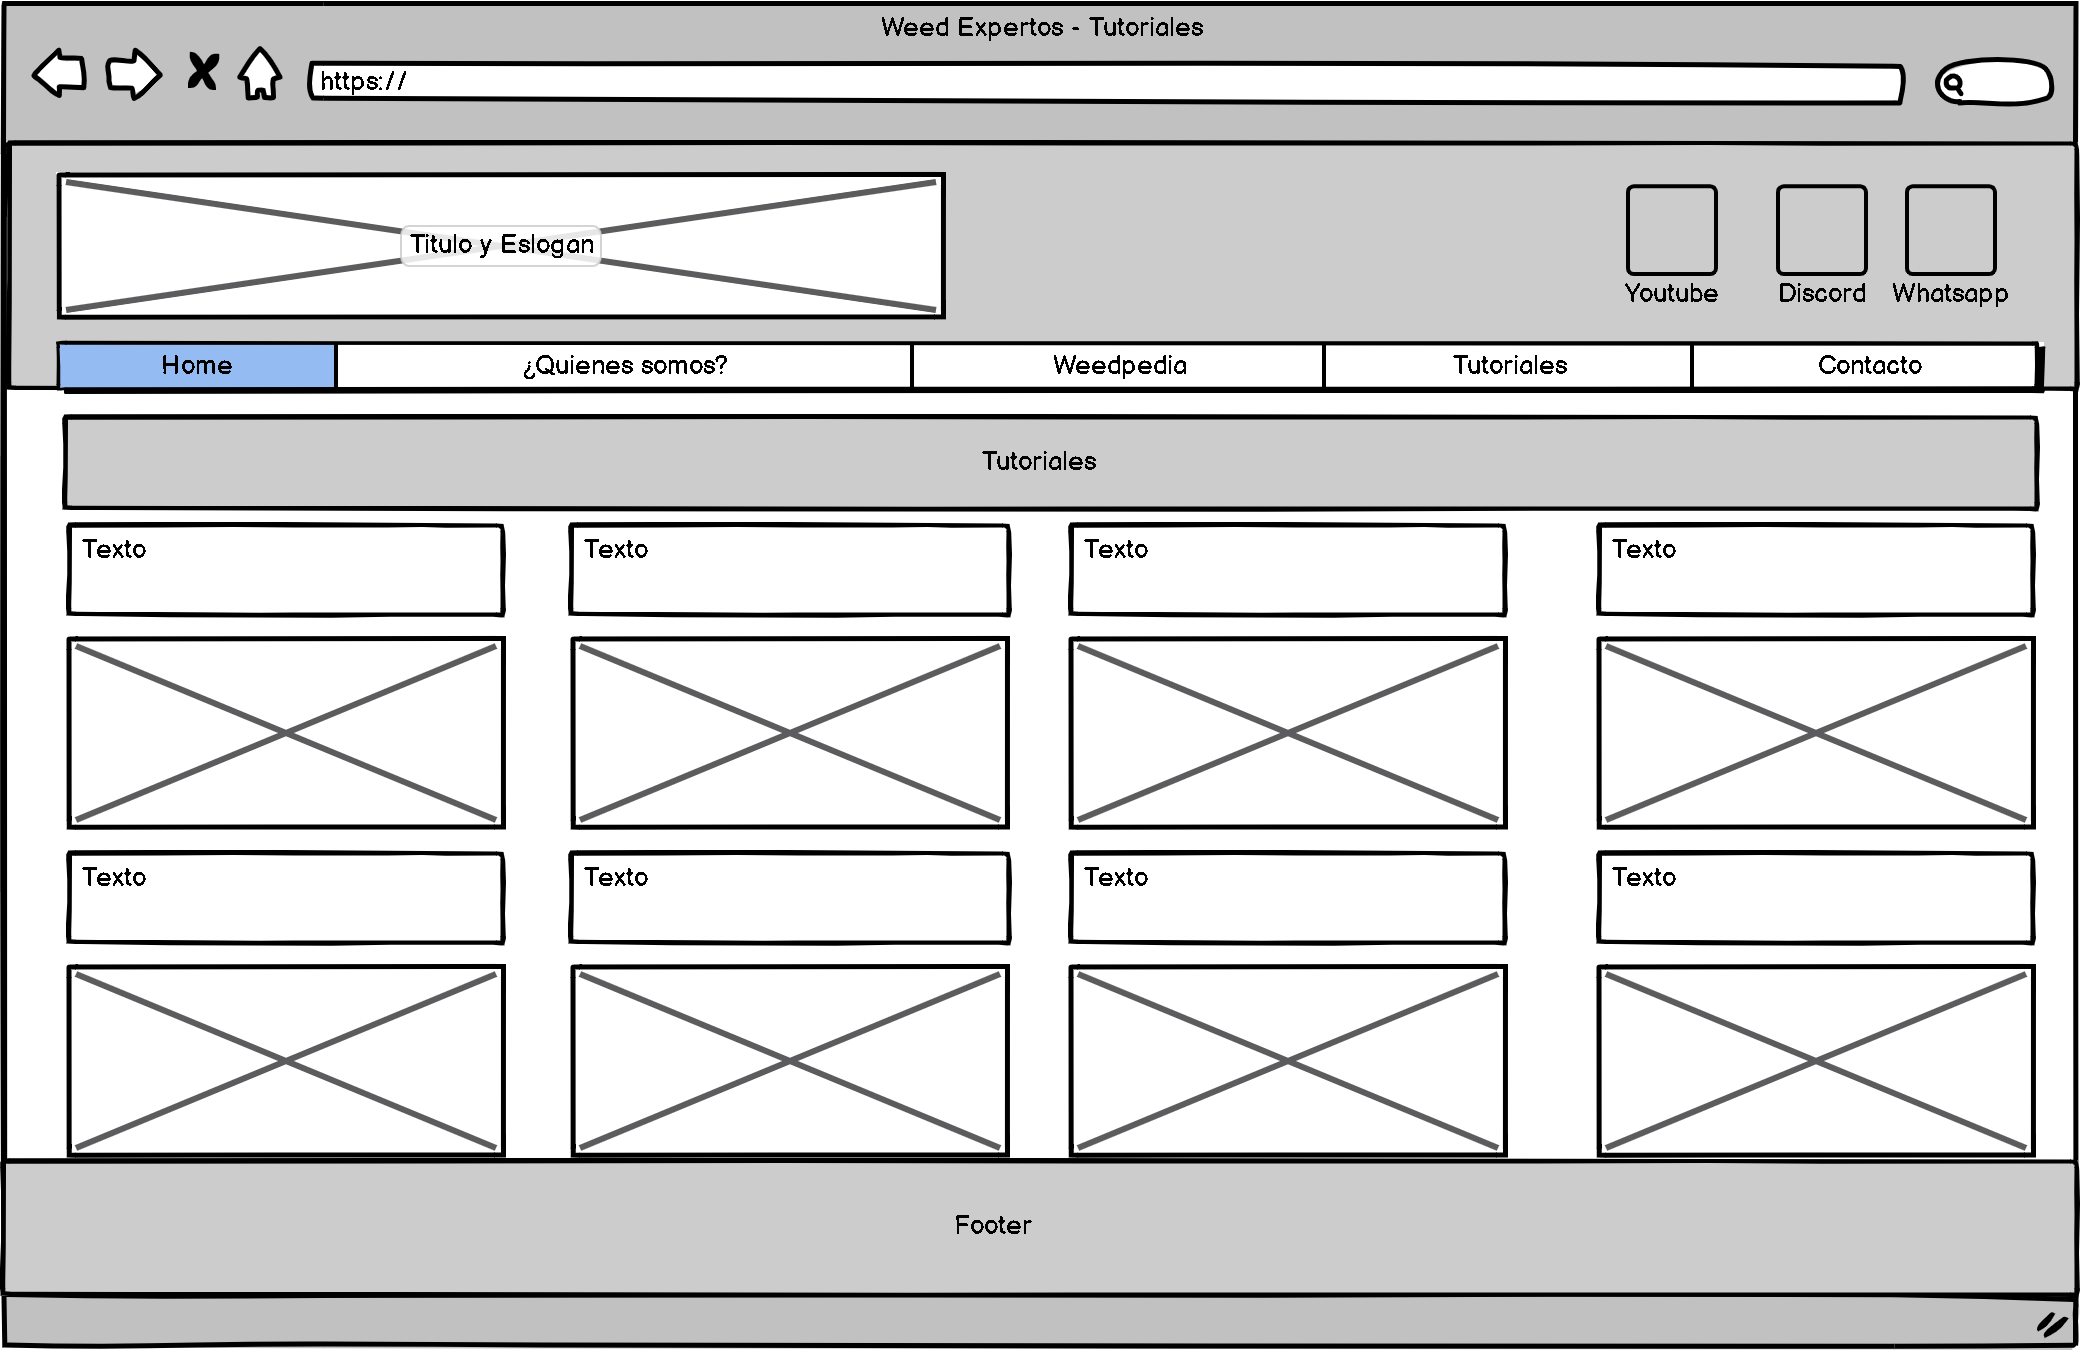 Weed Expertos - Tutoriales
https://
Titulo y Eslogan
Youtube
Discord
Whatsapp
Home
¿Quienes somos?
Weedpedia
Tutoriales
Contacto
Tutoriales
Texto
Texto
Texto
Texto
Texto
Texto
Texto
Texto
Footer